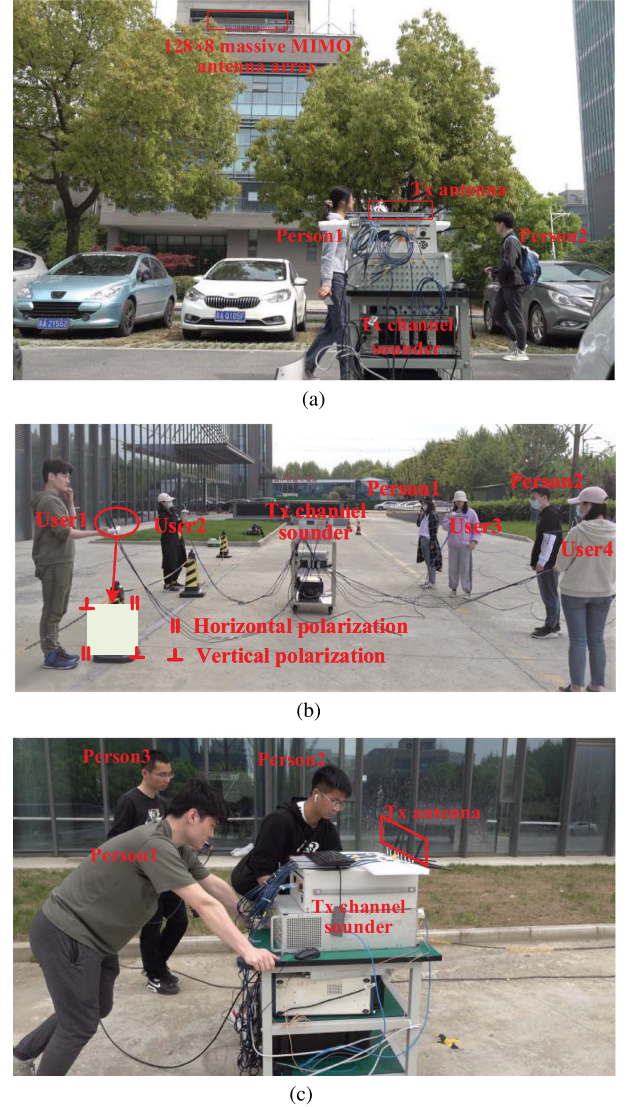 128×8 massive MIMO
antenna array
Tx antenna
Person1
Person2
Tx channel
sounder
(a)
Person1
Person2
User1
User2
Tx channel
sounder
User3
User4
⊥
||
|| Horizontal polarization
|| ⊥
⊥ Vertical polarization
(b)
Person3
Person2
Tx antenna
Person1
Tx channel
sounder
(c)